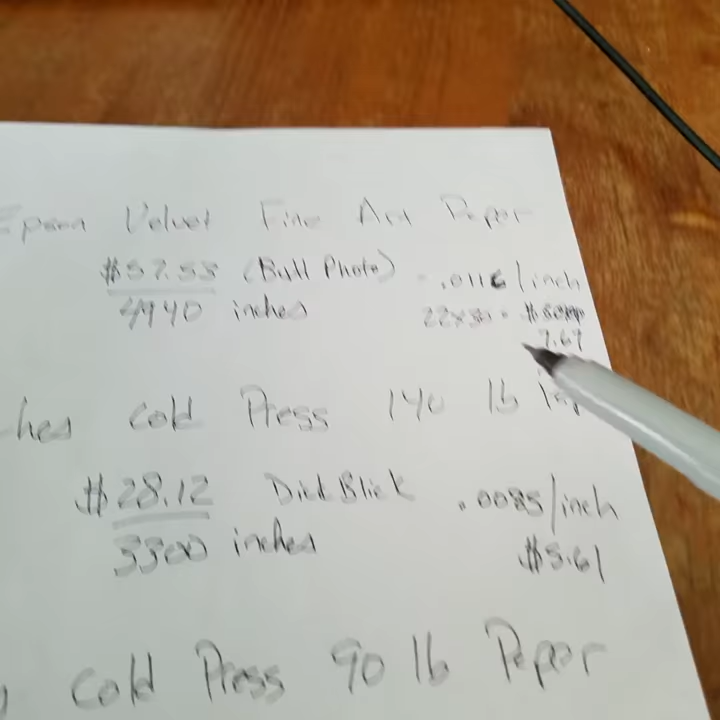 Epson Velvet Fine Art Paper
$57.53 (Bull Photo) .0116/inch
4940 inches 22x30 =
7.67
ches Cold Press 140 lb
$28.12 Dick Blick .0085/inch
3300 inches $5.61
Cold Press 90 lb Paper